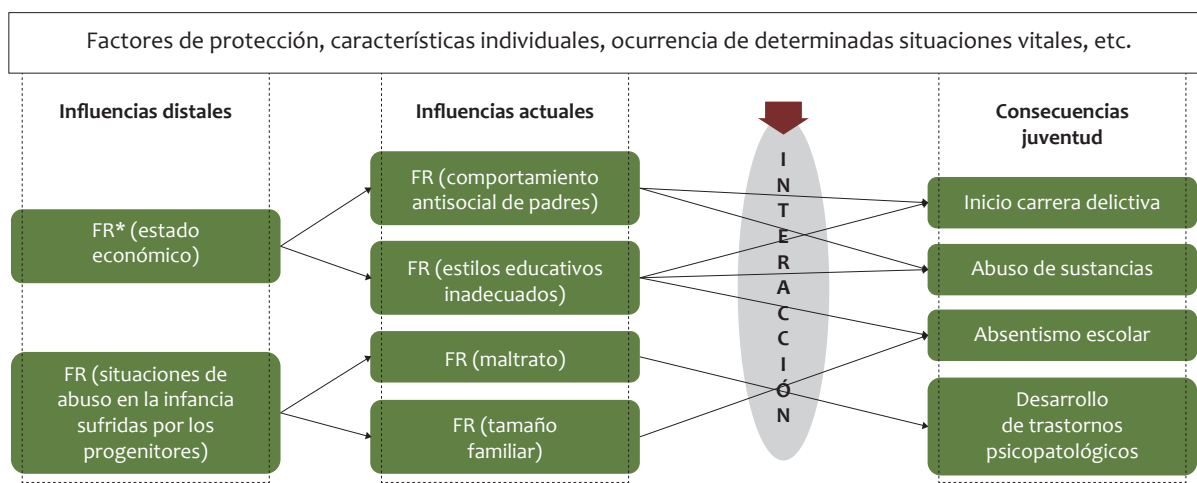 Factores de protección, características individuales, ocurrencia de determinadas situaciones vitales, etc.
Influencias distales
FR* (estado
económico)
FR (situaciones de
abuso en la infancia
sufridas por los
progenitores)
Influencias actuales
FR (comportamiento
antisocial de padres)
FR (estilos educativos
inadecuados)
FR (maltrato)
FR (tamaño
familiar)
I
N
T
E
R
A
C
C
I
Ó
N
Consecuencias
juventud
Inicio carrera delictiva
Abuso de sustancias
Absentismo escolar
Desarrollo
de trastornos
psicopatológicos